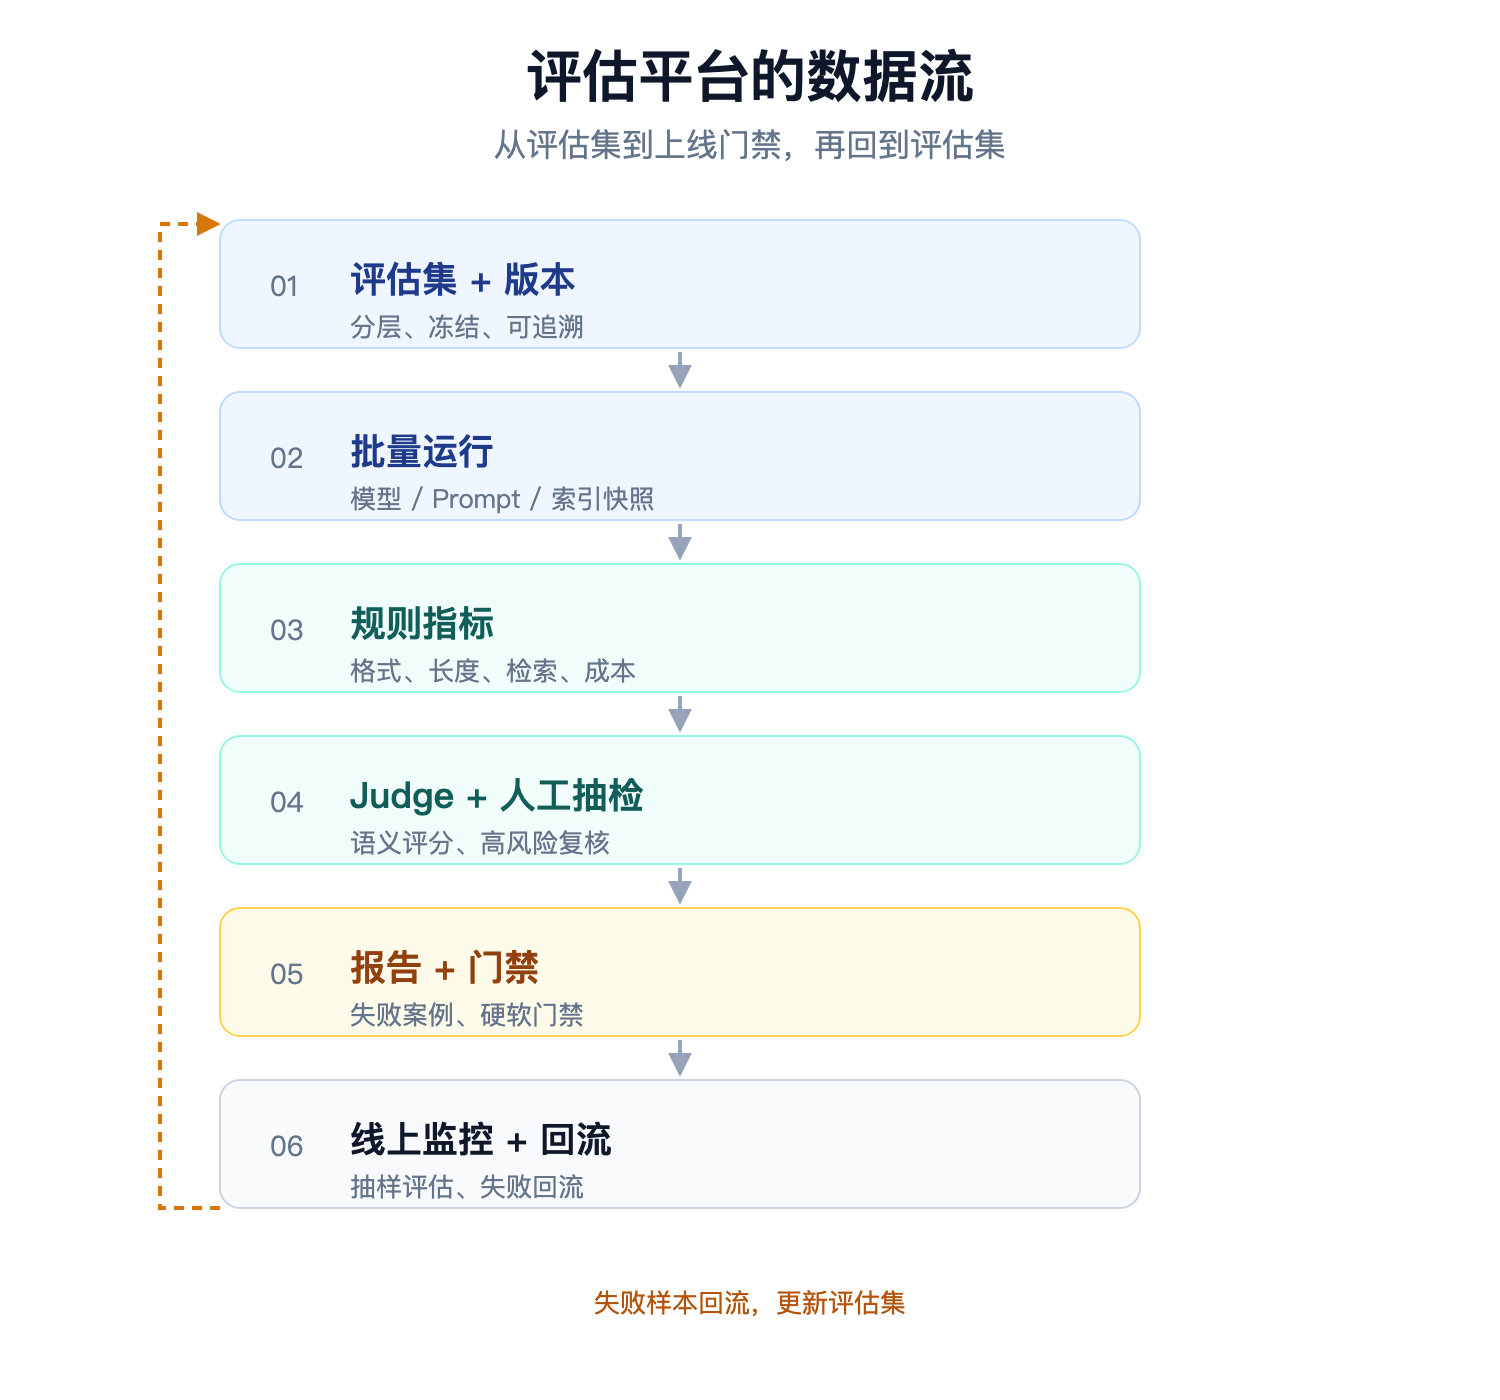 评估平台的数据流
从评估集到上线门禁，再回到评估集
01
评估集 + 版本
分层、冻结、可追溯
02
批量运行
模型 / Prompt / 索引快照
03
规则指标
格式、长度、检索、成本
04
Judge + 人工抽检
语义评分、高风险复核
05
报告 + 门禁
失败案例、硬软门禁
06
线上监控 + 回流
抽样评估、失败回流
失败样本回流，更新评估集